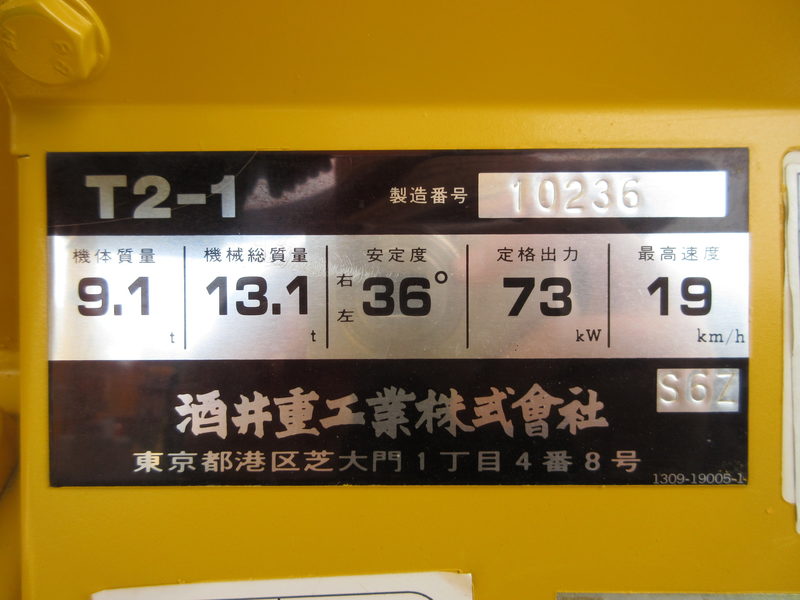 T2-1 製造番号 10236
機体質量 機械総質量 安定度 定格出力 最高速度
9.1 t 13.1 t 右 左 36° 73 kW 19 km/h
S6Z
酒井重工業株式會社
東京都港区芝大門1丁目4番8号
1309-19005-1